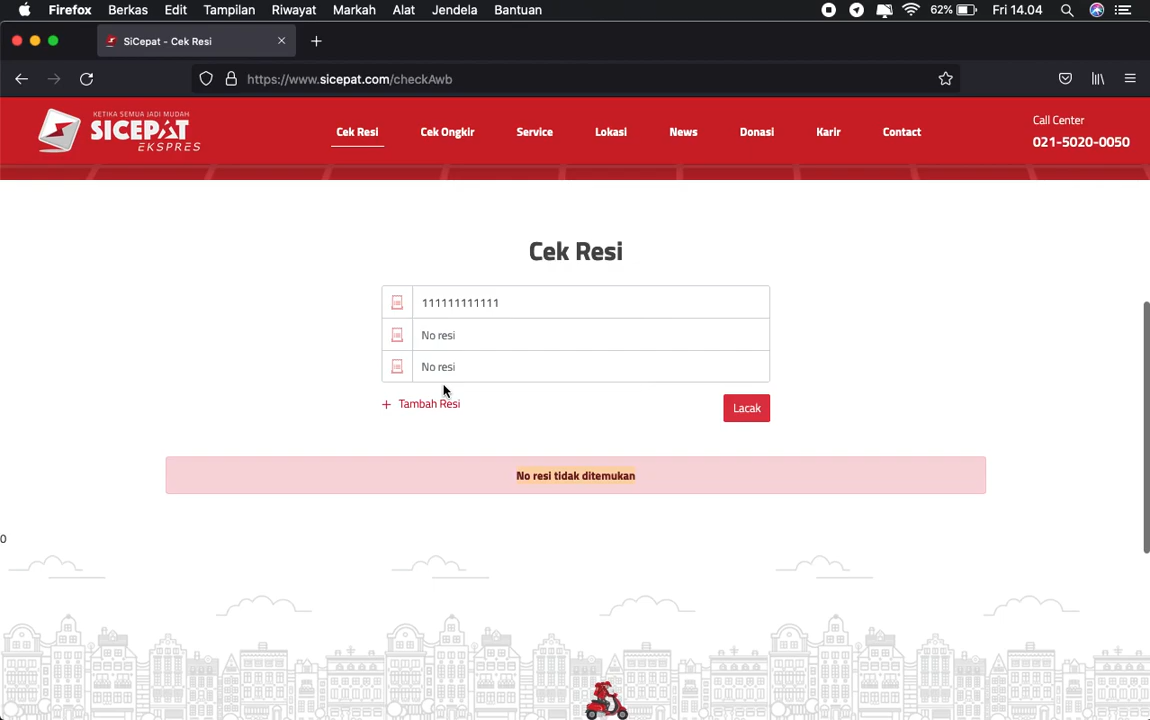 Firefox Berkas Edit Tampilan Riwayat Markah Alat Jendela Bantuan 62% Fri 14.04
SiCepat - Cek Resi
https://www.sicepat.com/checkAwb
KETIKA SEMUA JADI MUDAH
SICEPAT
EKSPRES
Cek Resi Cek Ongkir Service Lokasi News Donasi Karir Contact
Call Center
021-5020-0050
Cek Resi
111111111111
No resi
No resi
+ Tambah Resi
Lacak
No resi tidak ditemukan
0